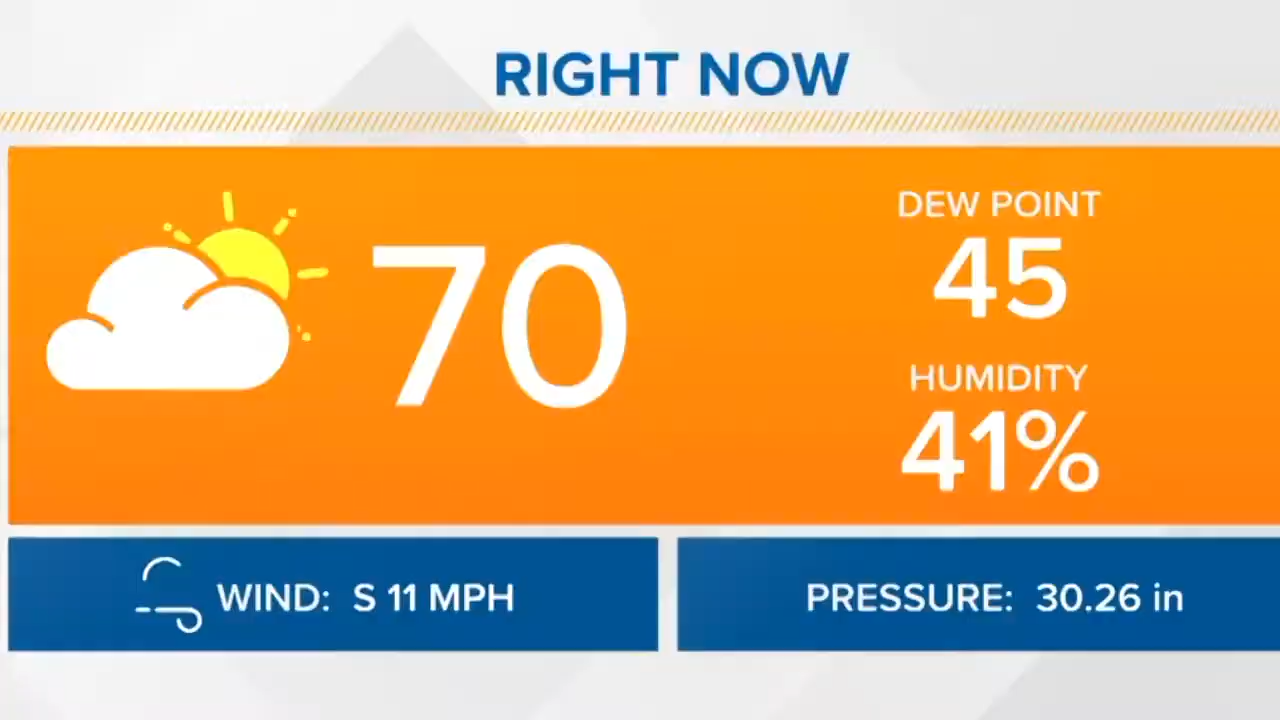 RIGHT NOW
70
DEW POINT
45
HUMIDITY
41%
WIND: S 11 MPH
PRESSURE: 30.26 in